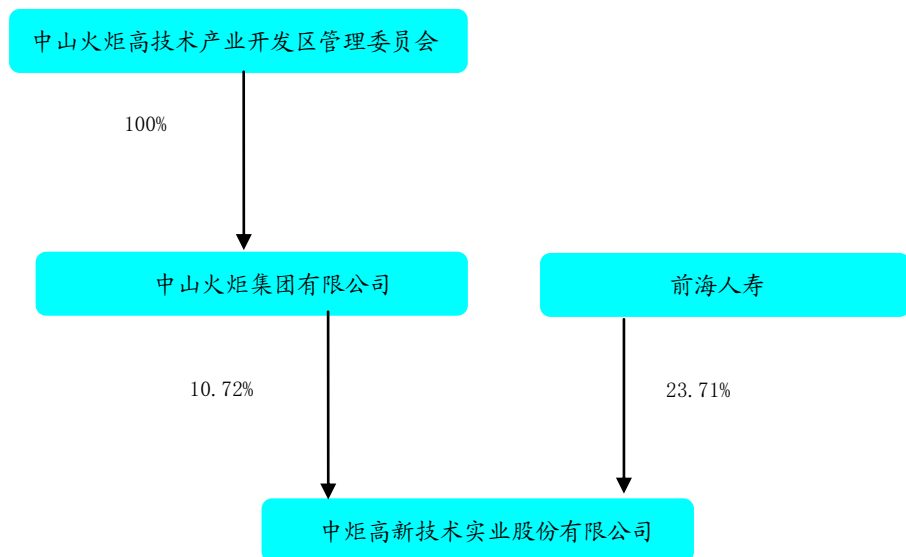 中山火炬高技术产业开发区管理委员会
100%
中山火炬集团有限公司
前海人寿
10.72%
23.71%
中炬高新技术实业股份有限公司